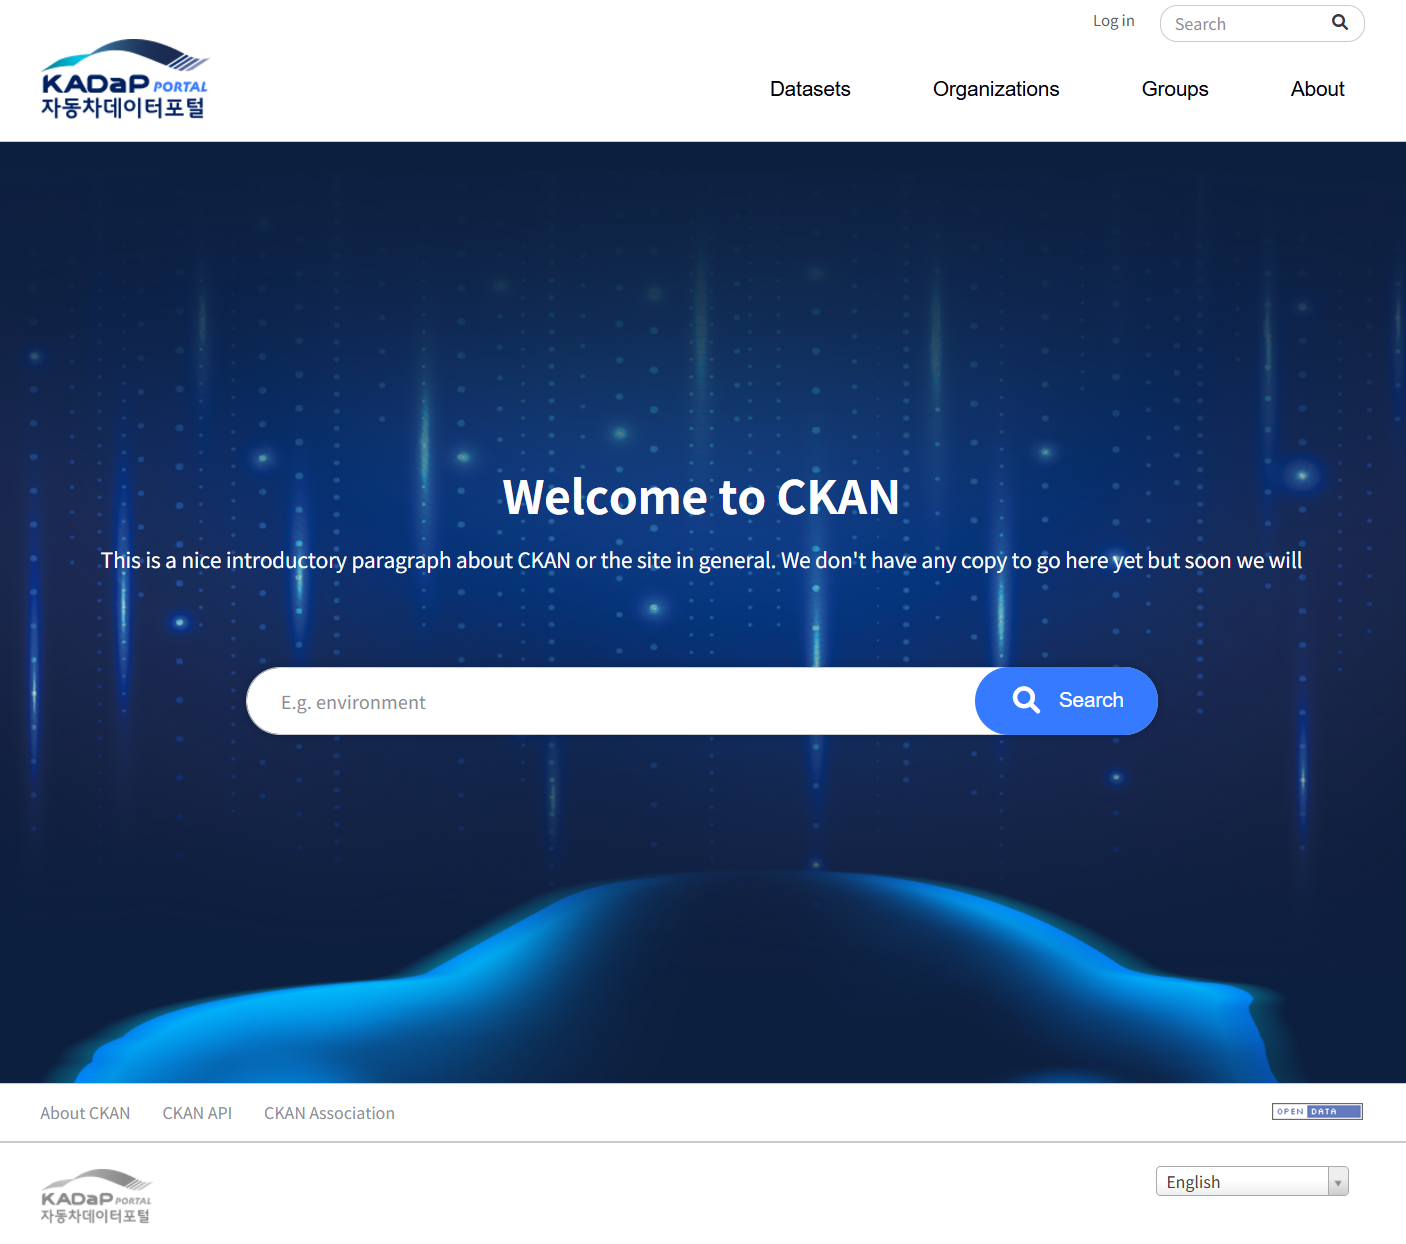 Log in
Search
KADaP PORTAL
자동차데이터포털
Datasets
Organizations
Groups
About
Welcome to CKAN
This is a nice introductory paragraph about CKAN or the site in general. We don't have any copy to go here yet but soon we will
E.g. environment
Search
About CKAN
CKAN API
CKAN Association
OPEN DATA
KADaP PORTAL
자동차데이터포털
English